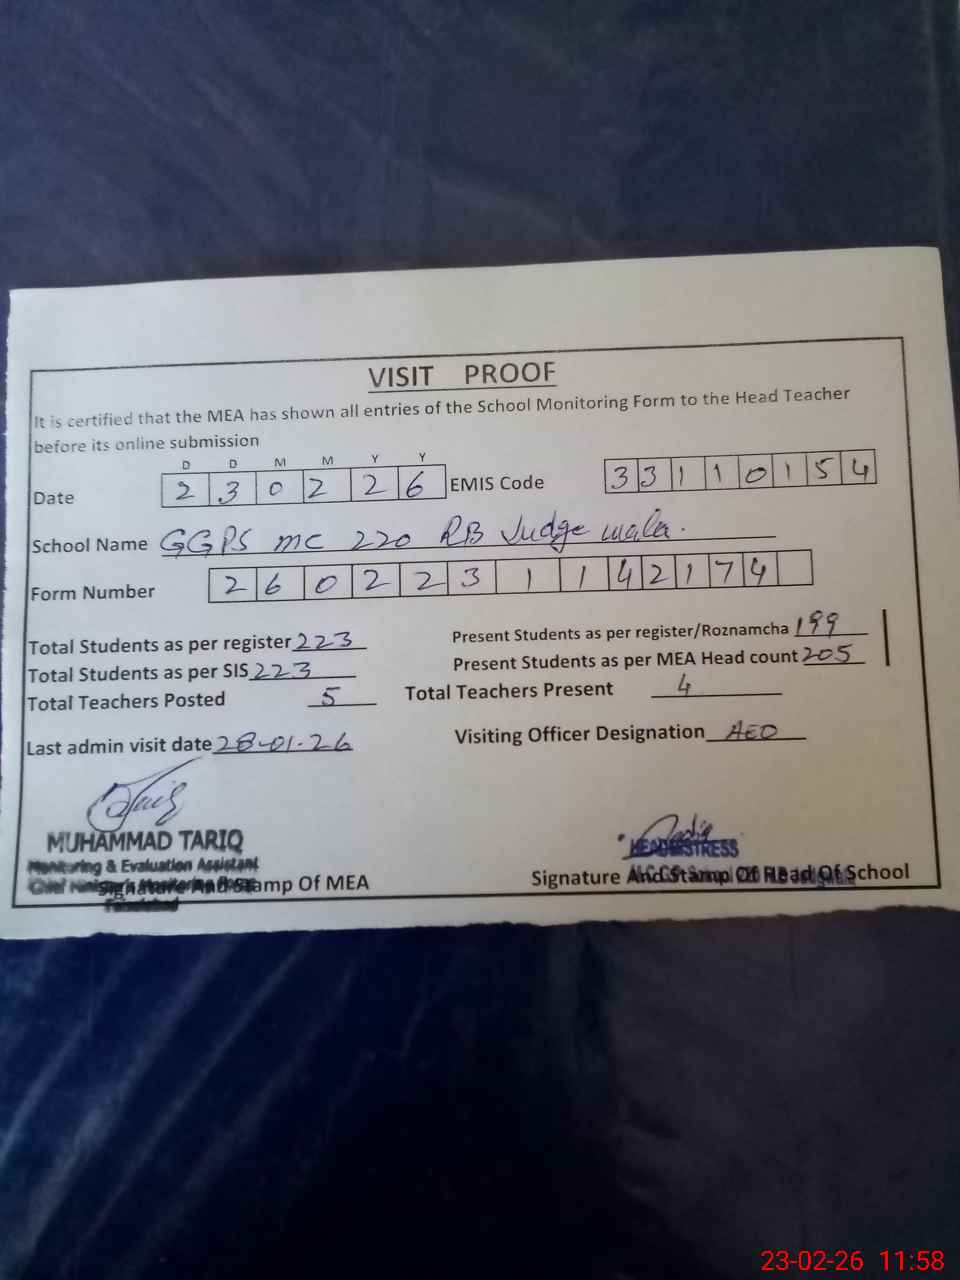 VISIT PROOF
It is certified that the MEA has shown all entries of the School Monitoring Form to the Head Teacher
before its online submission
D D M M Y Y
Date 2 3 0 2 2 6 EMIS Code 3 3 1 1 0 1 5 4
School Name GGPS MC 220 RB Judge wala.
Form Number 2 6 0 2 2 3 1 1 4 2 1 7 4
Total Students as per register 223 Present Students as per register/Roznamcha 199
Total Students as per SIS 223 Present Students as per MEA Head count 205
Total Teachers Posted 5 Total Teachers Present 4
Last admin visit date 28-01-26 Visiting Officer Designation AEO
MUHAMMAD TARIQ
Monitoring & Evaluation Assistant HEADMISTRESS
Signature And Stamp Of MEA Signature And Stamp Of Head Of School
Faisalabad
23-02-26 11:58